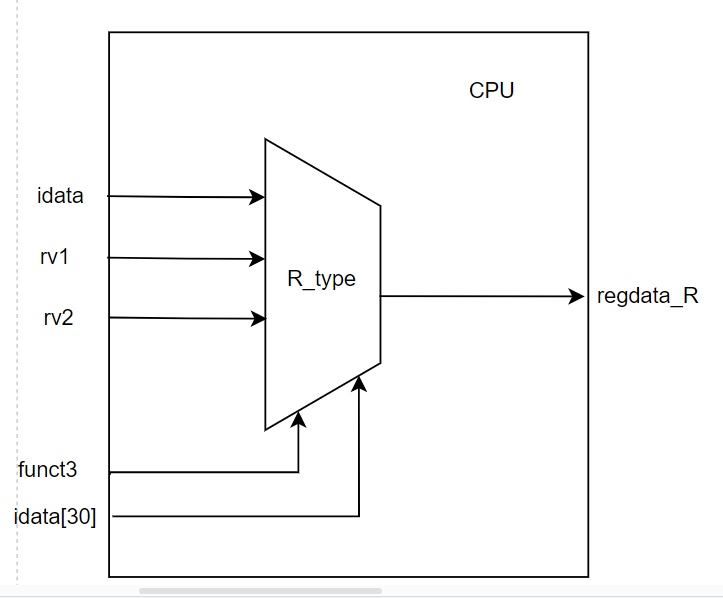 CPU
idata
rv1
R_type
regdata_R
rv2
funct3
idata[30]